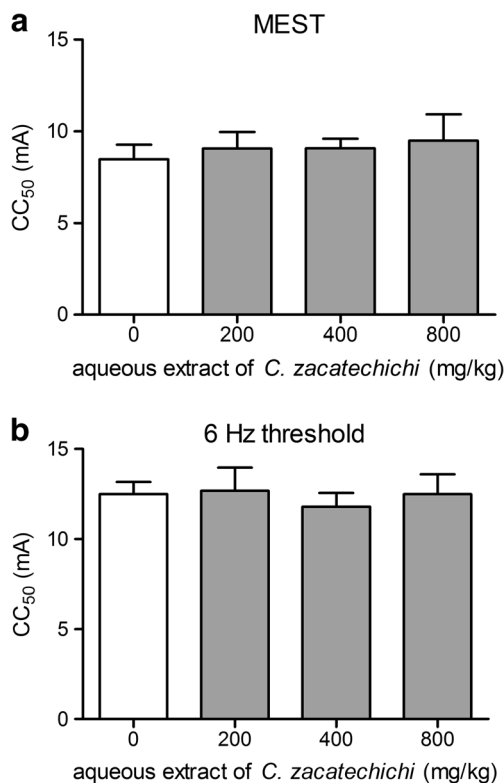 a
MEST
15
10
5
0
CC50 (mA)
0 200 400 800
aqueous extract of C. zacatechichi (mg/kg)
b
6 Hz threshold
15
10
5
0
CC50 (mA)
0 200 400 800
aqueous extract of C. zacatechichi (mg/kg)